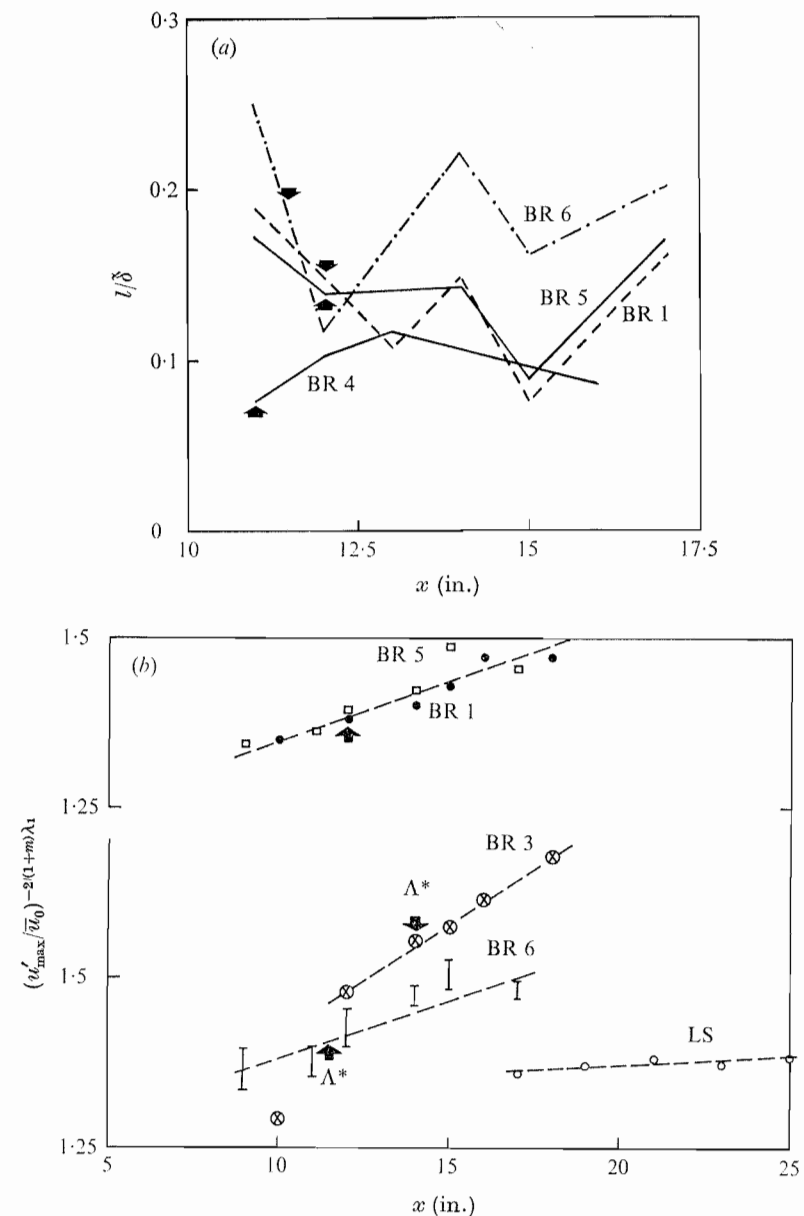 (a)
0·3
0·2
0·1
0
l/δ̃
BR 6
BR 5
BR 1
BR 4
10
12·5
15
17·5
x (in.)
(b)
1·5
1·25
1·5
1·25
(u′max/ū0)^−2/(1+m)λ1
BR 5
BR 1
BR 3
Λ*
BR 6
Λ*
LS
5
10
15
20
25
x (in.)